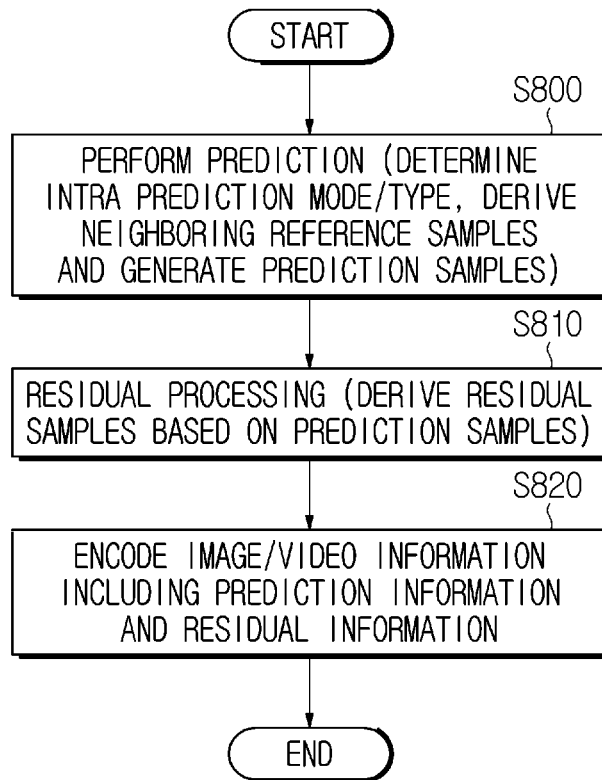 START
S800
PERFORM PREDICTION (DETERMINE
INTRA PREDICTION MODE/TYPE, DERIVE
NEIGHBORING REFERENCE SAMPLES
AND GENERATE PREDICTION SAMPLES)
S810
RESIDUAL PROCESSING (DERIVE RESIDUAL
SAMPLES BASED ON PREDICTION SAMPLES)
S820
ENCODE IMAGE/VIDEO INFORMATION
INCLUDING PREDICTION INFORMATION
AND RESIDUAL INFORMATION
END